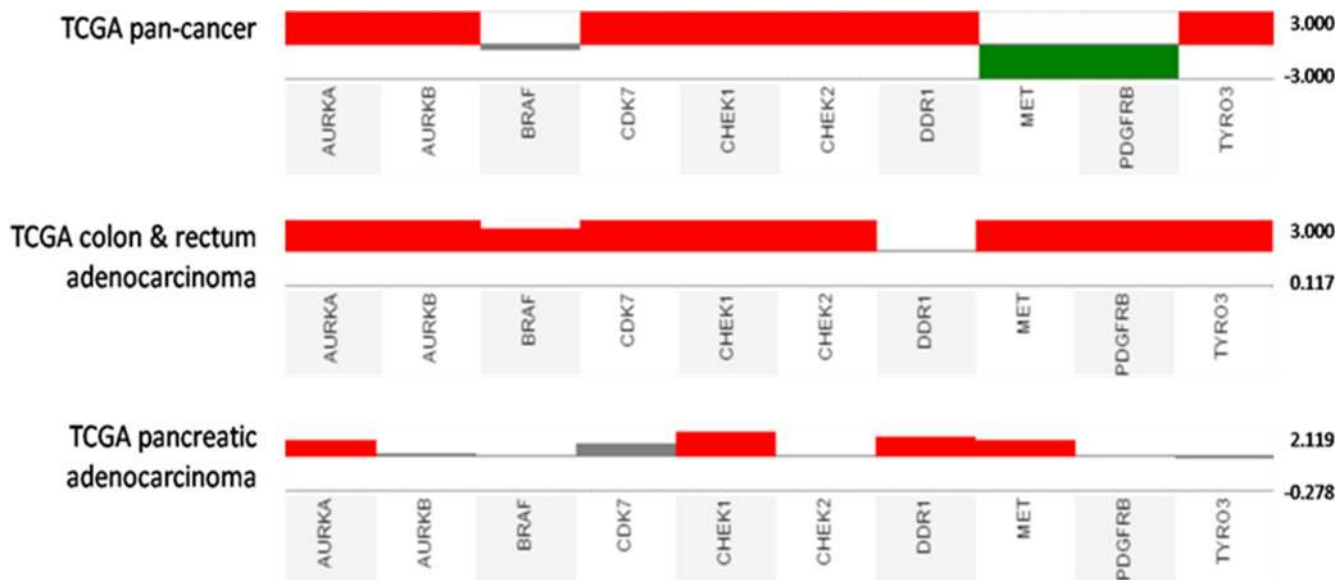 TCGA pan-cancer
3.000
-3.000
AURKA
AURKB
BRAF
CDK7
CHEK1
CHEK2
DDR1
MET
PDGFRB
TYRO3
TCGA colon & rectum
adenocarcinoma
3.000
0.117
AURKA
AURKB
BRAF
CDK7
CHEK1
CHEK2
DDR1
MET
PDGFRB
TYRO3
TCGA pancreatic
adenocarcinoma
2.119
-0.278
AURKA
AURKB
BRAF
CDK7
CHEK1
CHEK2
DDR1
MET
PDGFRB
TYRO3